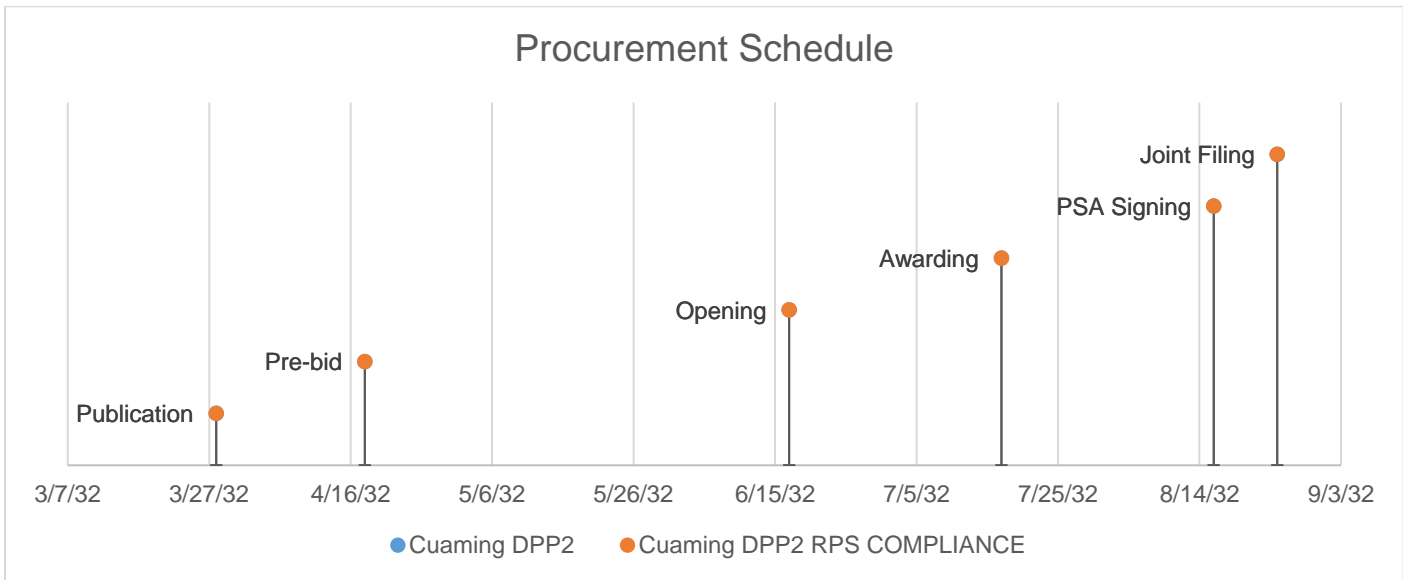 Procurement Schedule
Joint Filing
PSA Signing
Awarding
Opening
Pre-bid
Publication
3/7/32 3/27/32 4/16/32 5/6/32 5/26/32 6/15/32 7/5/32 7/25/32 8/14/32 9/3/32
Cuaming DPP2 Cuaming DPP2 RPS COMPLIANCE